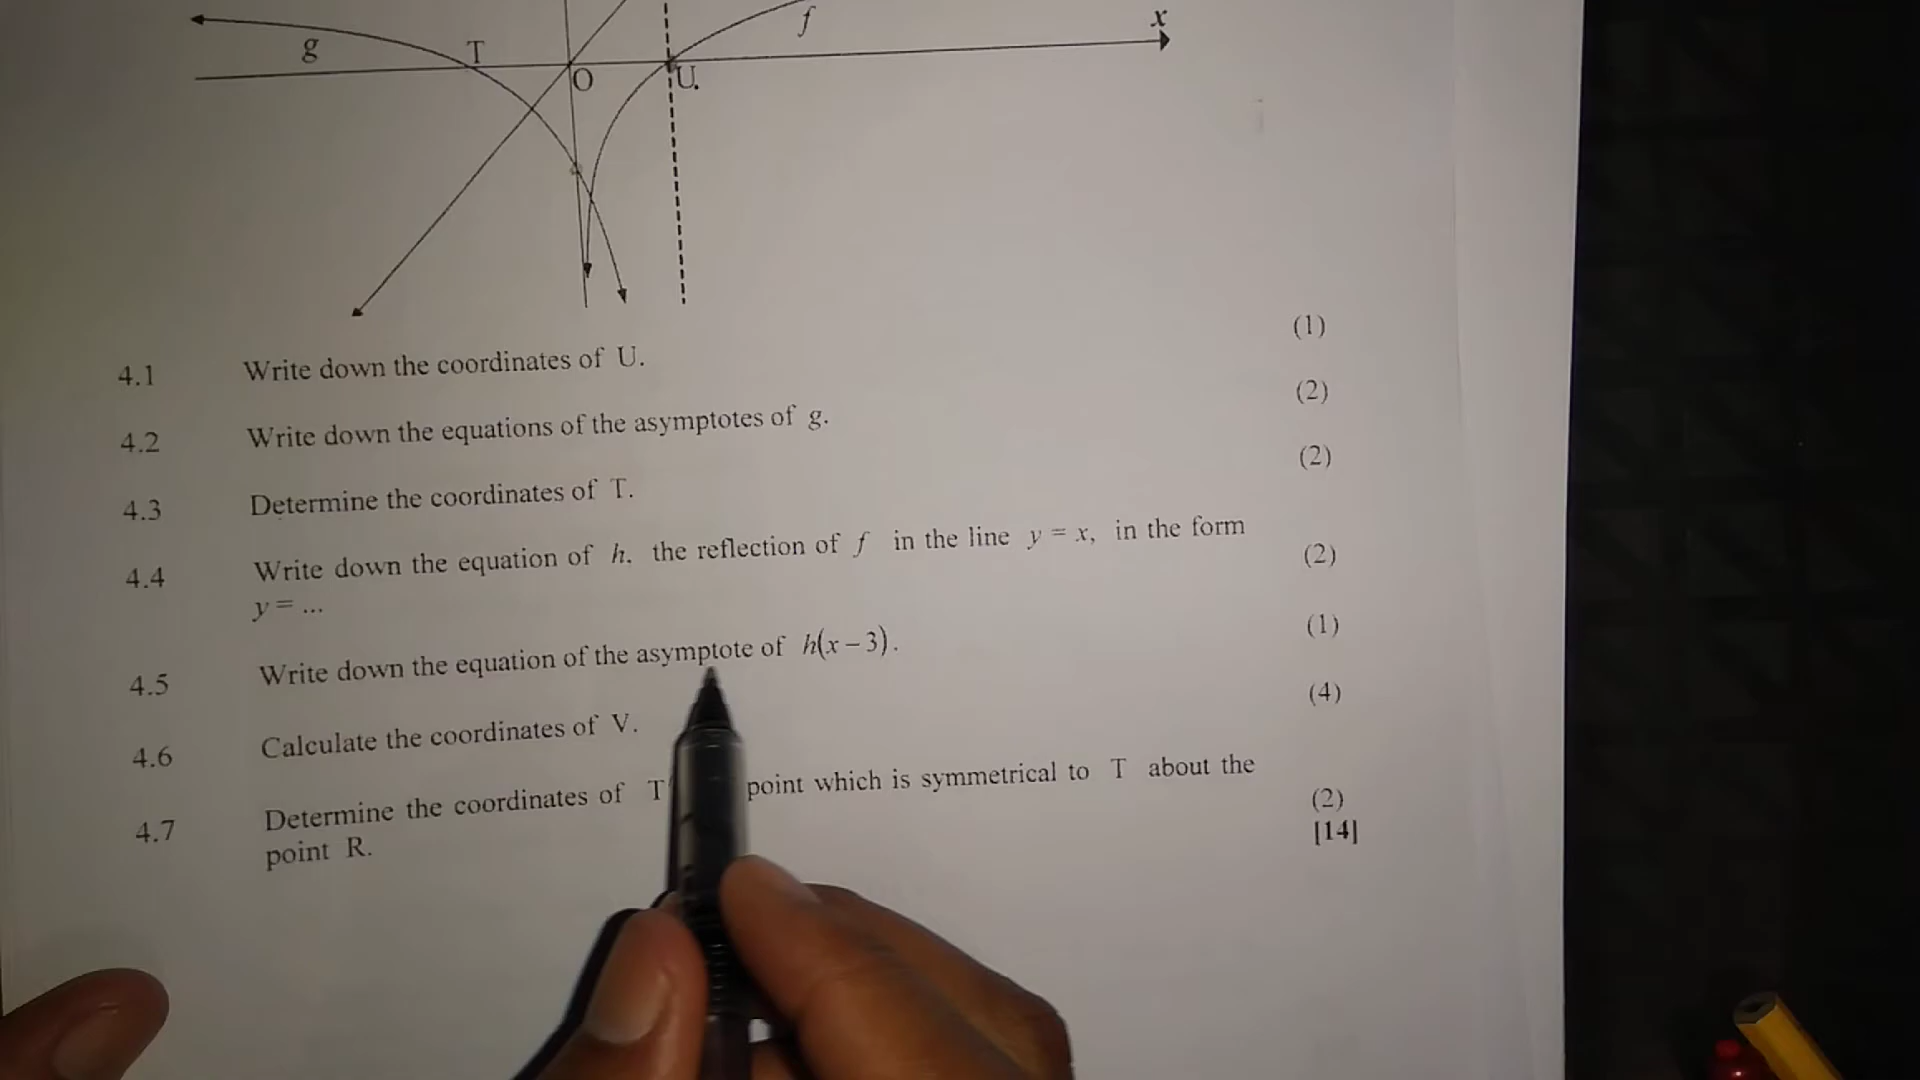 x
f
g
T
O
U.
4.1 Write down the coordinates of U. (1)
4.2 Write down the equations of the asymptotes of g. (2)
4.3 Determine the coordinates of T. (2)
4.4 Write down the equation of h, the reflection of f in the line y = x, in the form
y = ... (2)
4.5 Write down the equation of the asymptote of h(x – 3). (1)
4.6 Calculate the coordinates of V. (4)
4.7 Determine the coordinates of T' point which is symmetrical to T about the
point R. (2)
[14]